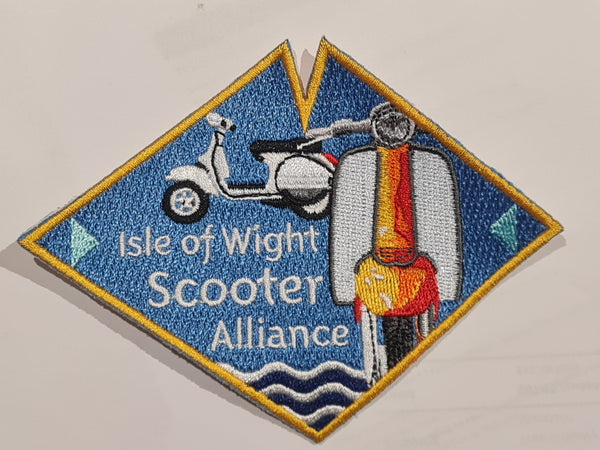 Isle of Wight
Scooter
Alliance